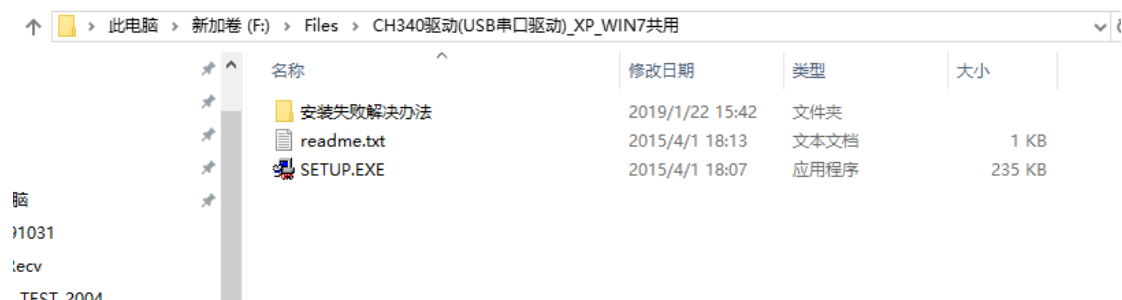 此电脑 > 新加卷 (F:) > Files > CH340驱动(USB串口驱动)_XP_WIN7共用
名称 修改日期 类型 大小
安装失败解决办法 2019/1/22 15:42 文件夹
readme.txt 2015/4/1 18:13 文本文档 1 KB
SETUP.EXE 2015/4/1 18:07 应用程序 235 KB
脑
91031
Recv
_TEST_2004